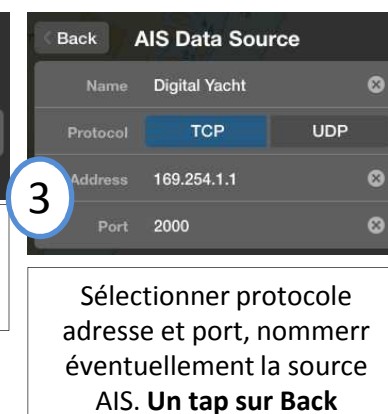 Back AIS Data Source
Name Digital Yacht
Protocol TCP UDP
Address 169.254.1.1
3
Port 2000
Sélectionner protocole
adresse et port, nommerr
éventuellement la source
AIS. Un tap sur Back